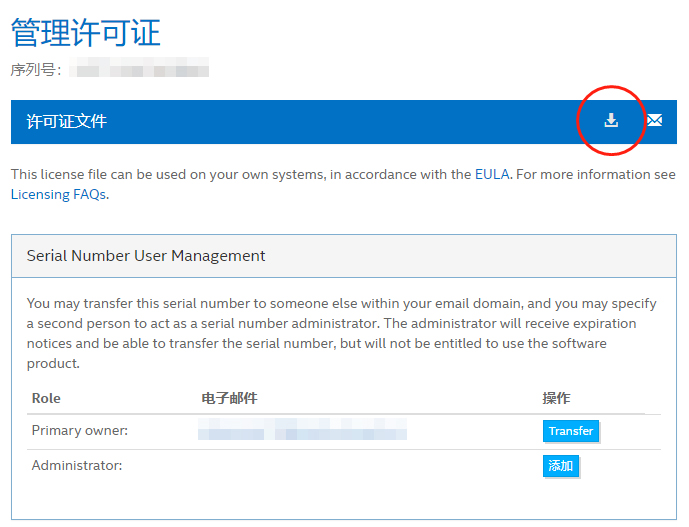 管理许可证
序列号：
许可证文件
This license file can be used on your own systems, in accordance with the EULA. For more information see
Licensing FAQs.
Serial Number User Management
You may transfer this serial number to someone else within your email domain, and you may specify
a second person to act as a serial number administrator. The administrator will receive expiration
notices and be able to transfer the serial number, but will not be entitled to use the software
product.
Role 电子邮件 操作
Primary owner: Transfer
Administrator: 添加